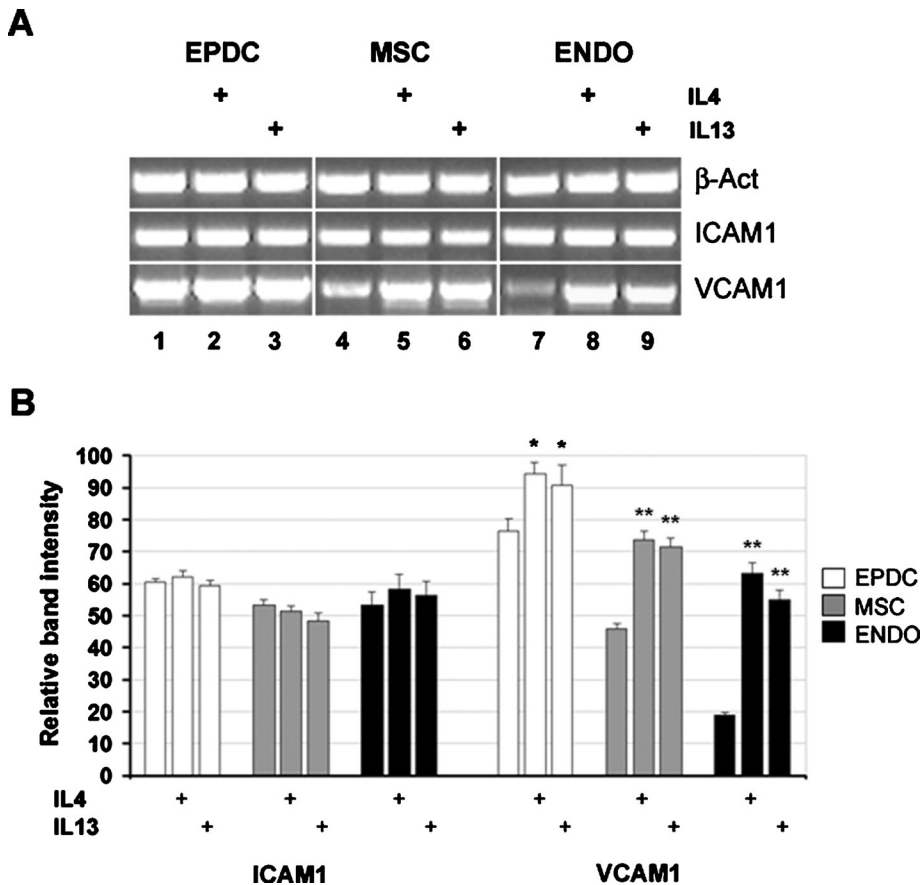 A
EPDC MSC ENDO
+ + + IL4
+ + + IL13
β-Act
ICAM1
VCAM1
1 2 3 4 5 6 7 8 9
B
Relative band intensity
100
90
80
70
60
50
40
30
20
10
0
* *
** **
** **
EPDC
MSC
ENDO
IL4 + + + + + +
IL13 + + + + + +
ICAM1 VCAM1